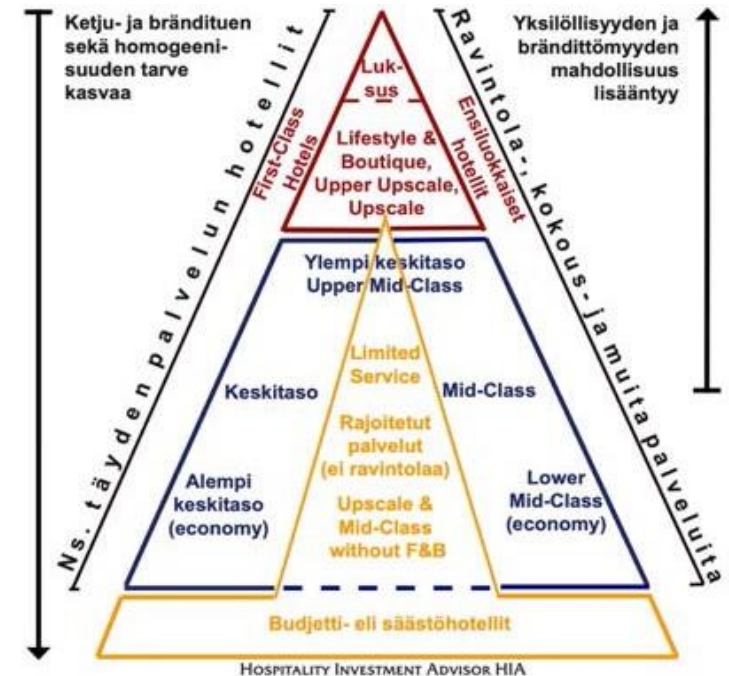 Ketju- ja brändituen
sekä homogeeni-
suuden tarve
kasvaa
Ns. täyden palvelun hotellit
First-Class
Hotels
Luk-
sus
Lifestyle &
Boutique,
Upper Upscale,
Upscale
Ensiluokkaiset
hotellit
Ravintola-, kokous- ja muita palveluita
Yksilöllisyyden ja
brändittömyyden
mahdollisuus
lisääntyy
Ylempi keskitaso
Upper Mid-Class
Keskitaso
Mid-Class
Alempi
keskitaso
(economy)
Lower
Mid-Class
(economy)
Limited
Service
Rajoitetut
palvelut
(ei ravintolaa)
Upscale &
Mid-Class
without F&B
Budjetti- eli säästöhotellit
HOSPITALITY INVESTMENT ADVISOR HIA